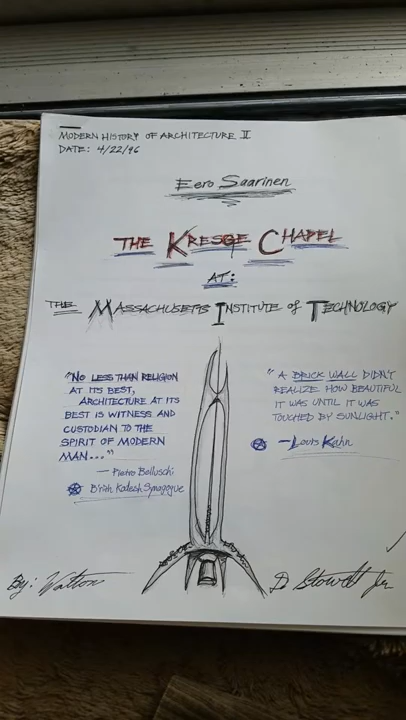 MODERN HISTORY OF ARCHITECTURE II
DATE: 4/22/96
Eero Saarinen
THE KRESGE CHAPEL
AT:
THE MASSACHUSETTS INSTITUTE of TECHNOLOGY
"NO LESS THAN RELIGION
AT ITS BEST,
ARCHITECTURE AT ITS
BEST IS WITNESS AND
CUSTODIAN TO THE
SPIRIT OF MODERN
MAN..."
— Pietro Belluschi
B'rith Kodesh Synagogue
"A BRICK WALL DIDN'T
REALIZE HOW BEAUTIFUL
IT WAS UNTIL IT WAS
TOUCHED BY SUNLIGHT."
—Louis Kahn
By: Walton
D Stowell Jr